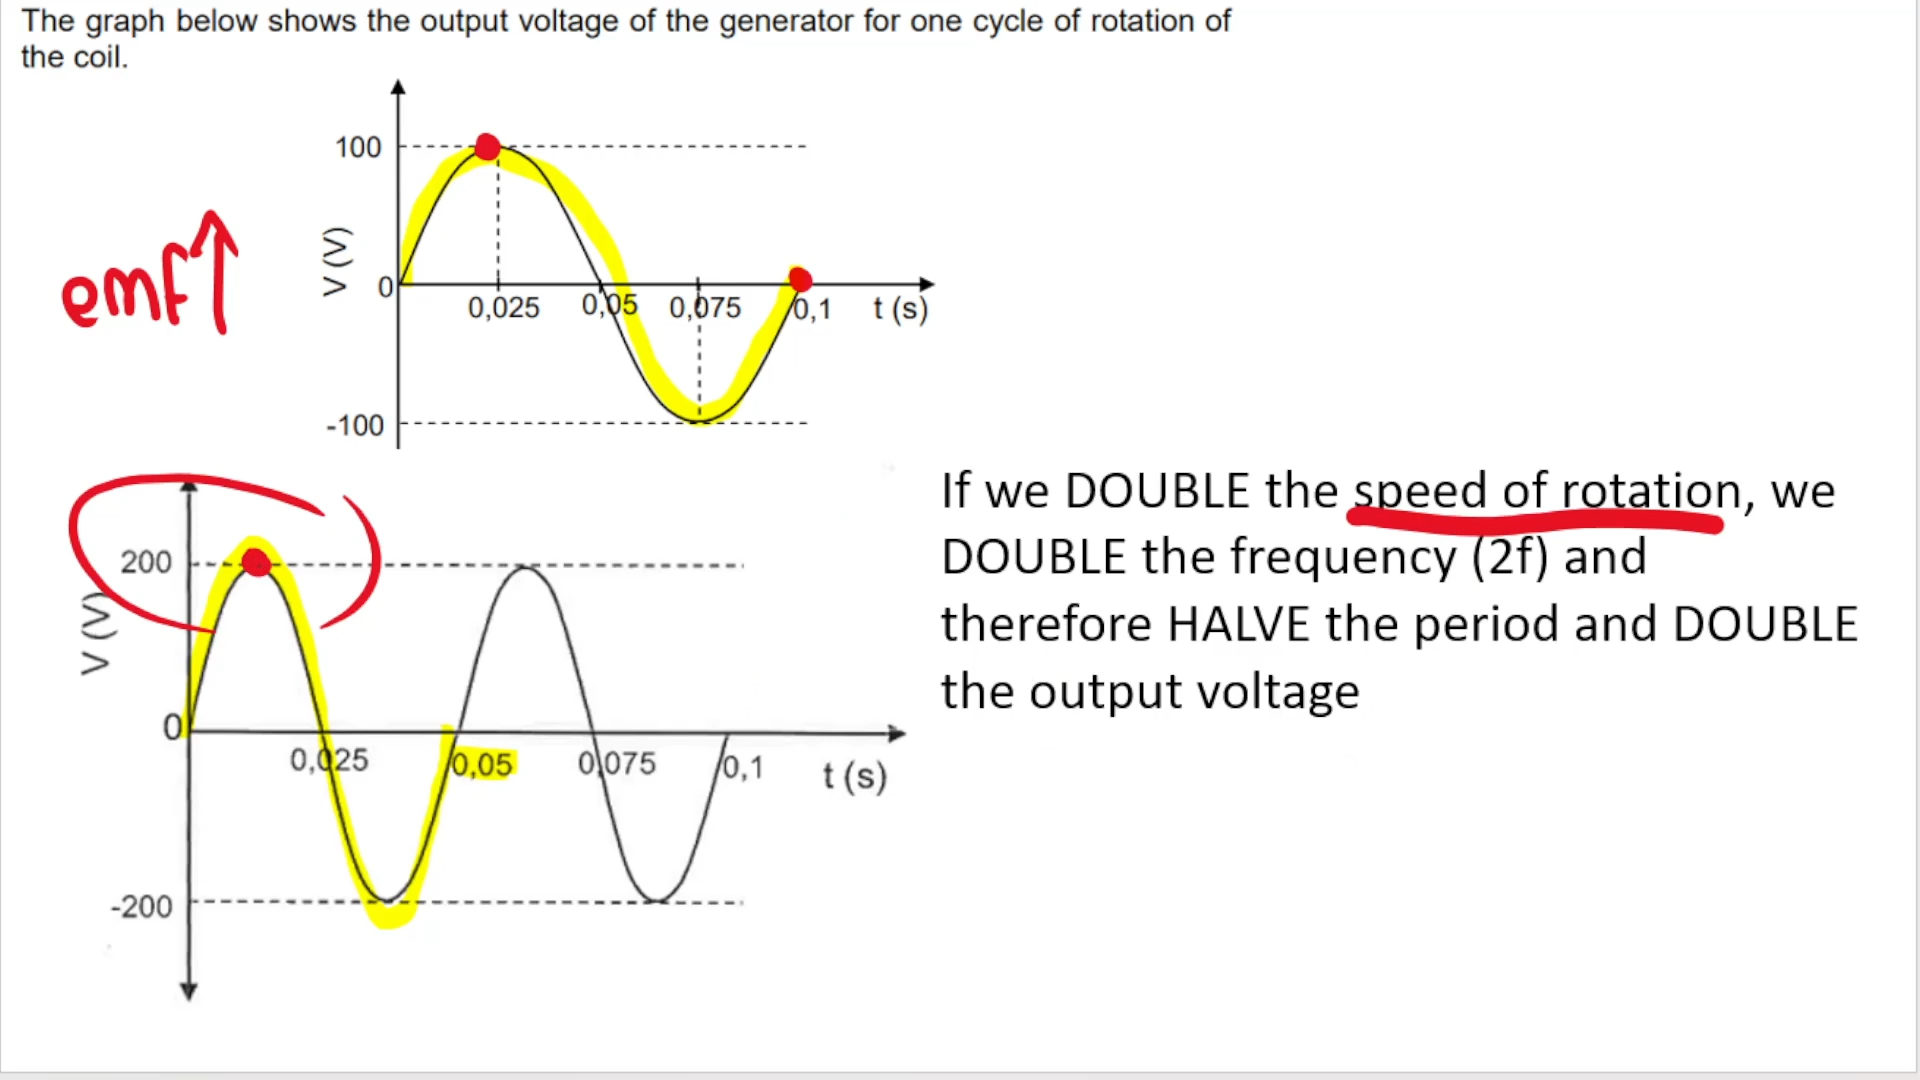 The graph below shows the output voltage of the generator for one cycle of rotation of
the coil.
100
V (V)
0
0,025 0,05 0,075 0,1 t (s)
-100
emf↑
200
V (V)
0
0,025 0,05 0,075 0,1 t (s)
-200
If we DOUBLE the speed of rotation, we
DOUBLE the frequency (2f) and
therefore HALVE the period and DOUBLE
the output voltage